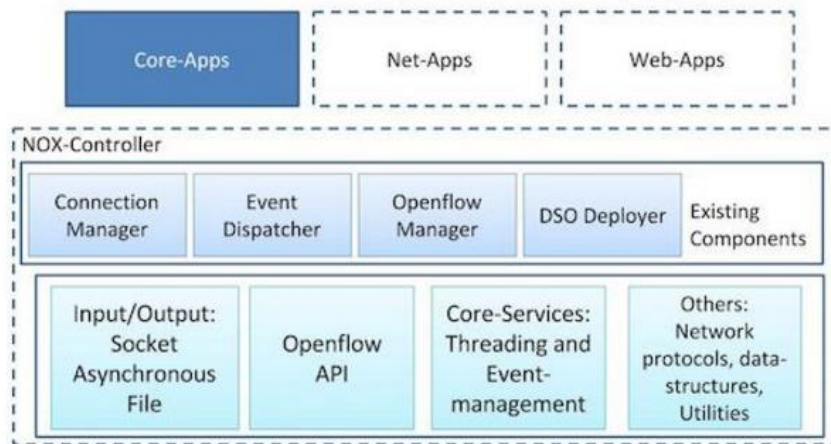 Core-Apps
Net-Apps
Web-Apps
NOX-Controller
Connection
Manager
Event
Dispatcher
Openflow
Manager
DSO Deployer
Existing
Components
Input/Output:
Socket
Asynchronous
File
Openflow
API
Core-Services:
Threading and
Event-
management
Others:
Network
protocols, data-
structures,
Utilities